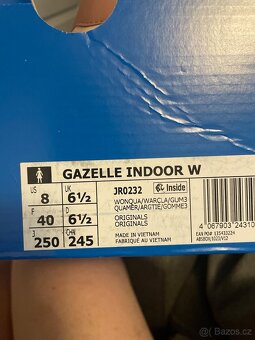 GAZELLE INDOOR W
US 8 UK 6½
F 40 D 6½
J 250 CHN 245
JR0232 Inside
WONQUA/WARCLA/GUM3
QUAMER/ARGTIE/GOMME3
ORIGINALS
ORIGINALS
MADE IN VIETNAM
FABRIQUÉ AU VIETNAM
4 067903 24310
Bazos.cz